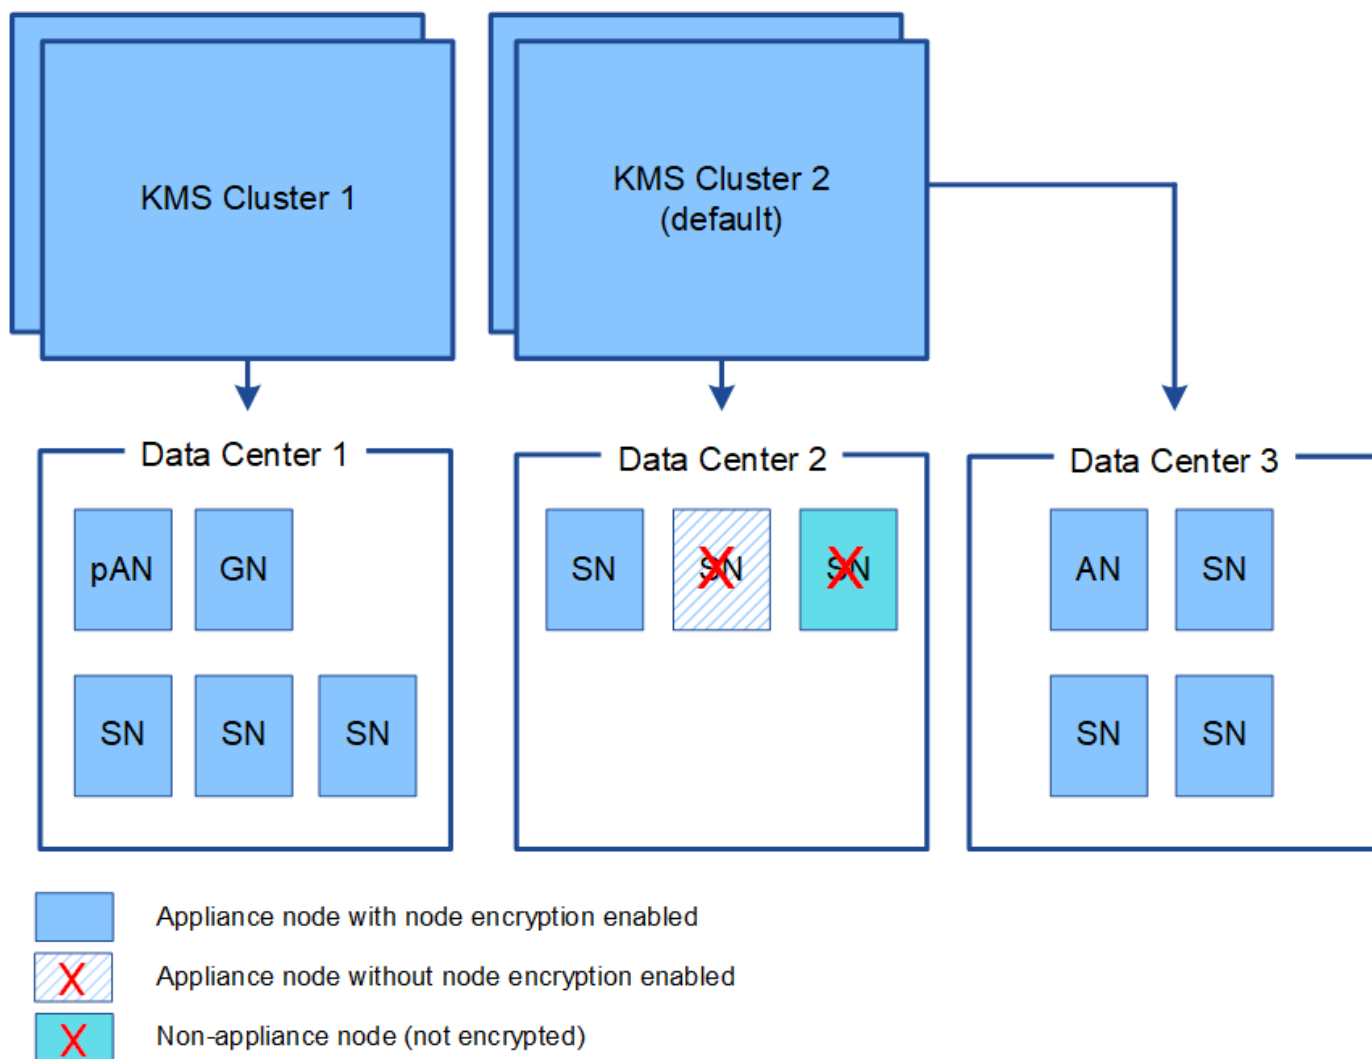 KMS Cluster 1
KMS Cluster 2
(default)
Data Center 1
pAN
GN
SN
SN
SN
Data Center 2
SN
SN
SN
Data Center 3
AN
SN
SN
SN
Appliance node with node encryption enabled
X
Appliance node without node encryption enabled
X
Non-appliance node (not encrypted)